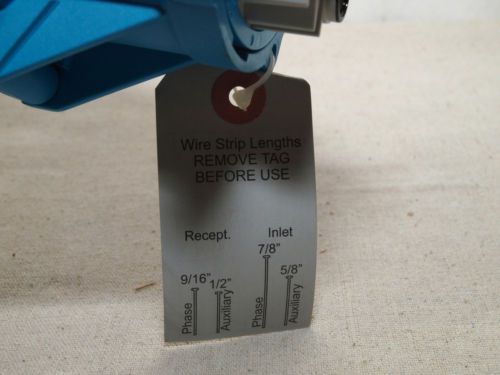 Wire Strip Lengths
REMOVE TAG
BEFORE USE
Recept. Inlet
9/16" 1/2" 7/8" 5/8"
Phase Auxiliary Phase Auxiliary